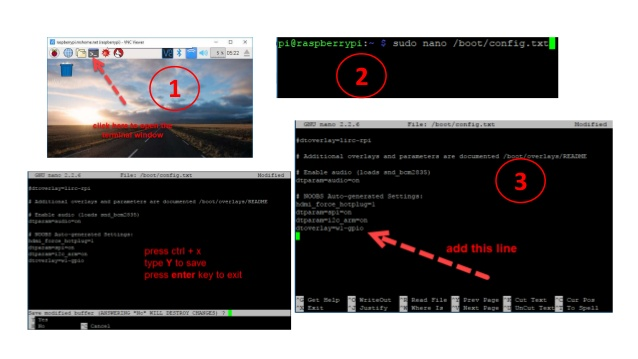 raspberrypi.mshome.net (raspberrypi) - VNC Viewer
05:22
1
click here to open the
terminal window
pi@raspberrypi:~ $ sudo nano /boot/config.txt
2
GNU nano 2.2.6 File: /boot/config.txt Modified
#dtoverlay=lirc-rpi
# Additional overlays and parameters are documented /boot/overlays/README
# Enable audio (loads snd_bcm2835)
dtparam=audio=on
# NOOBS Auto-generated Settings:
hdmi_force_hotplug=1
dtparam=spi=on
dtparam=i2c_arm=on
dtoverlay=w1-gpio
3
add this line
^G Get Help ^O WriteOut ^R Read File ^Y Prev Page ^K Cut Text ^C Cur Pos
^X Exit ^J Justify ^W Where Is ^V Next Page ^U UnCut Text ^T To Spell
GNU nano 2.2.6 File: /boot/config.txt Modified
#dtoverlay=lirc-rpi
# Additional overlays and parameters are documented /boot/overlays/README
# Enable audio (loads snd_bcm2835)
dtparam=audio=on
# NOOBS Auto-generated Settings:
hdmi_force_hotplug=1
dtparam=spi=on
dtparam=i2c_arm=on
dtoverlay=w1-gpio
press ctrl + x
type Y to save
press enter key to exit
Save modified buffer (ANSWERING "No" WILL DESTROY CHANGES) ?
Y Yes
N No ^C Cancel